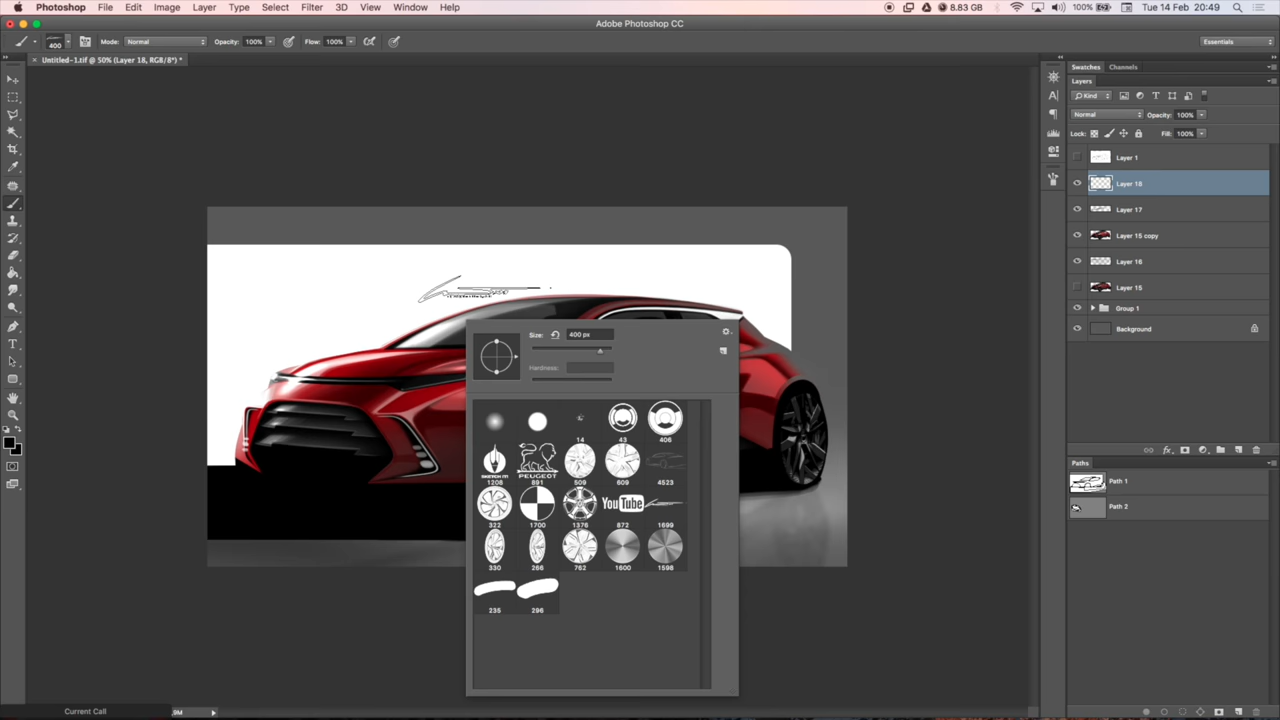 Photoshop File Edit Image Layer Type Select Filter 3D View Window Help 8.83 GB 100% Tue 14 Feb 20:49
Adobe Photoshop CC
400 Mode: Normal Opacity: 100% Flow: 100% Essentials
Untitled-1.tif @ 50% (Layer 18, RGB/8*) *
Swatches Channels
Layers
Kind
Normal Opacity: 100%
Lock: Fill: 100%
Layer 1
Layer 18
Layer 17
Layer 15 copy
Layer 16
Layer 15
Group 1
Background
Size: 400 px
Hardness:
14 43 406
SKETCH IT! PEUGEOT
1208 891 509 609 4523
YouTube
322 1700 1376 872 1699
330 266 762 1600 1598
235 296
Paths
Path 1
Path 2
Current Call .9M